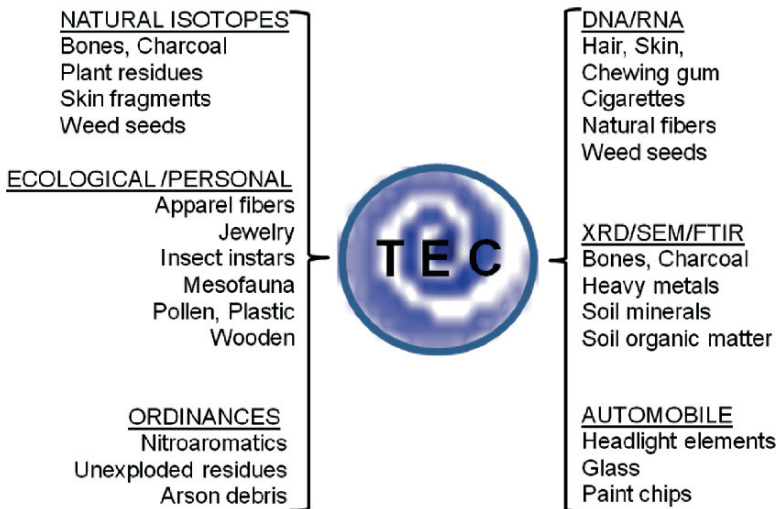 NATURAL ISOTOPES
Bones, Charcoal
Plant residues
Skin fragments
Weed seeds
ECOLOGICAL/PERSONAL
Apparel fibers
Jewelry
Insect instars
Mesofauna
Pollen, Plastic
Wooden
ORDINANCES
Nitroaromatics
Unexploded residues
Arson debris
TEC
DNA/RNA
Hair, Skin,
Chewing gum
Cigarettes
Natural fibers
Weed seeds
XRD/SEM/FTIR
Bones, Charcoal
Heavy metals
Soil minerals
Soil organic matter
AUTOMOBILE
Headlight elements
Glass
Paint chips